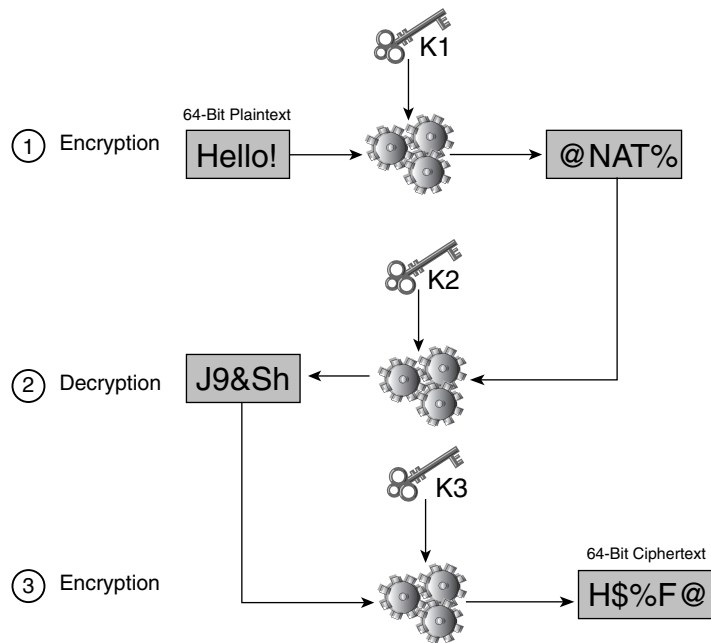 K1
64-Bit Plaintext
1 Encryption
Hello!
@NAT%
K2
2 Decryption
J9&Sh
K3
64-Bit Ciphertext
3 Encryption
H$%F@